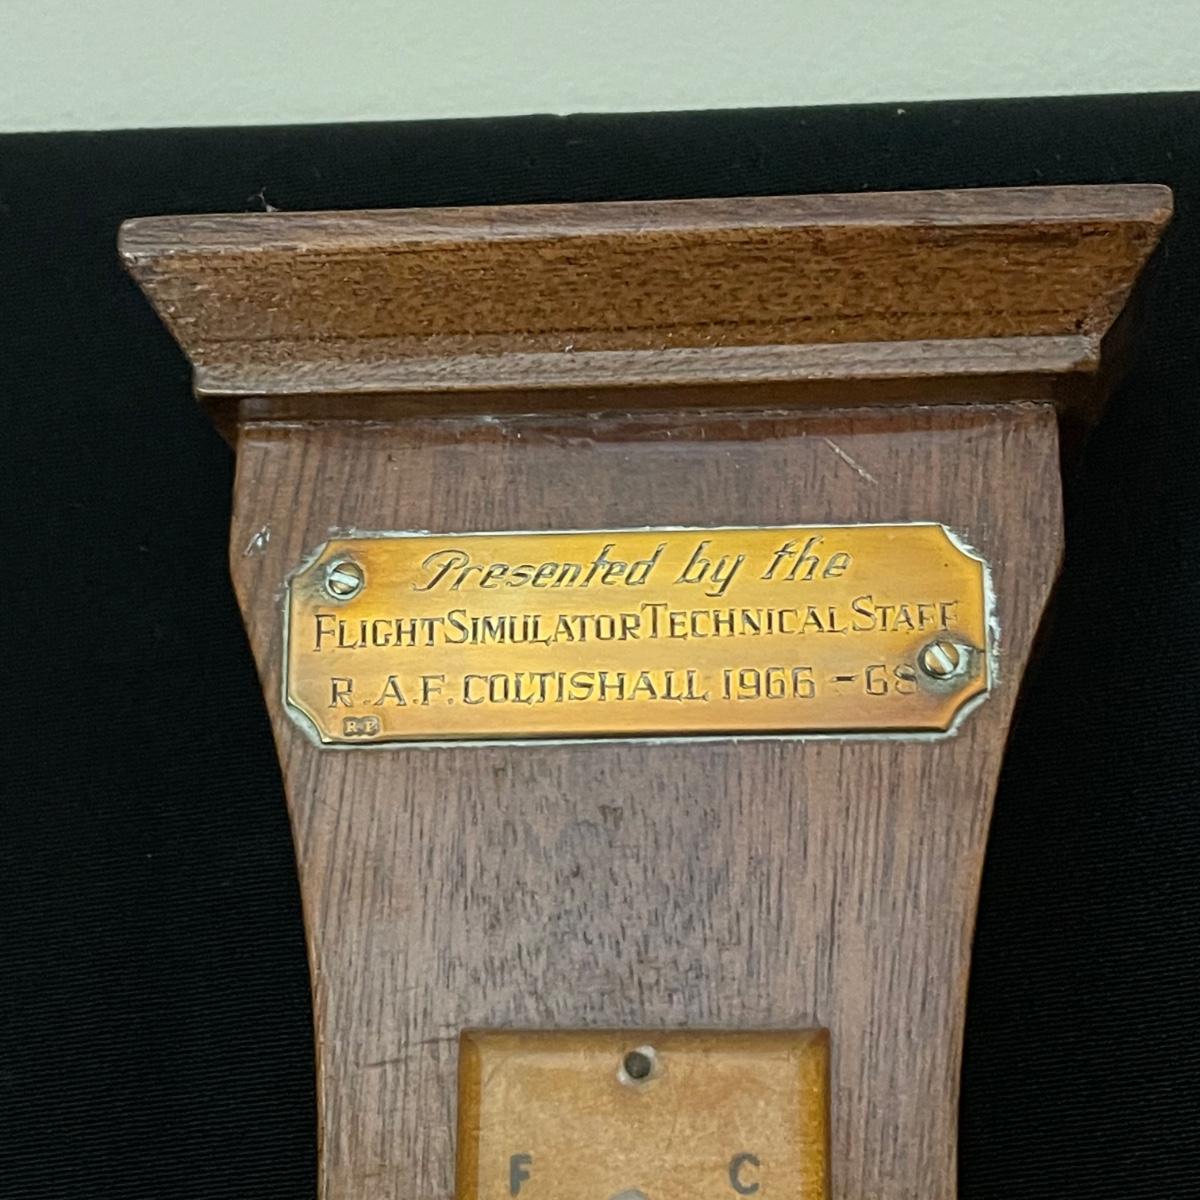 Presented by the
FLIGHT SIMULATOR TECHNICAL STAFF
R.A.F. COLTISHALL 1966 - 68
R.P.
F C